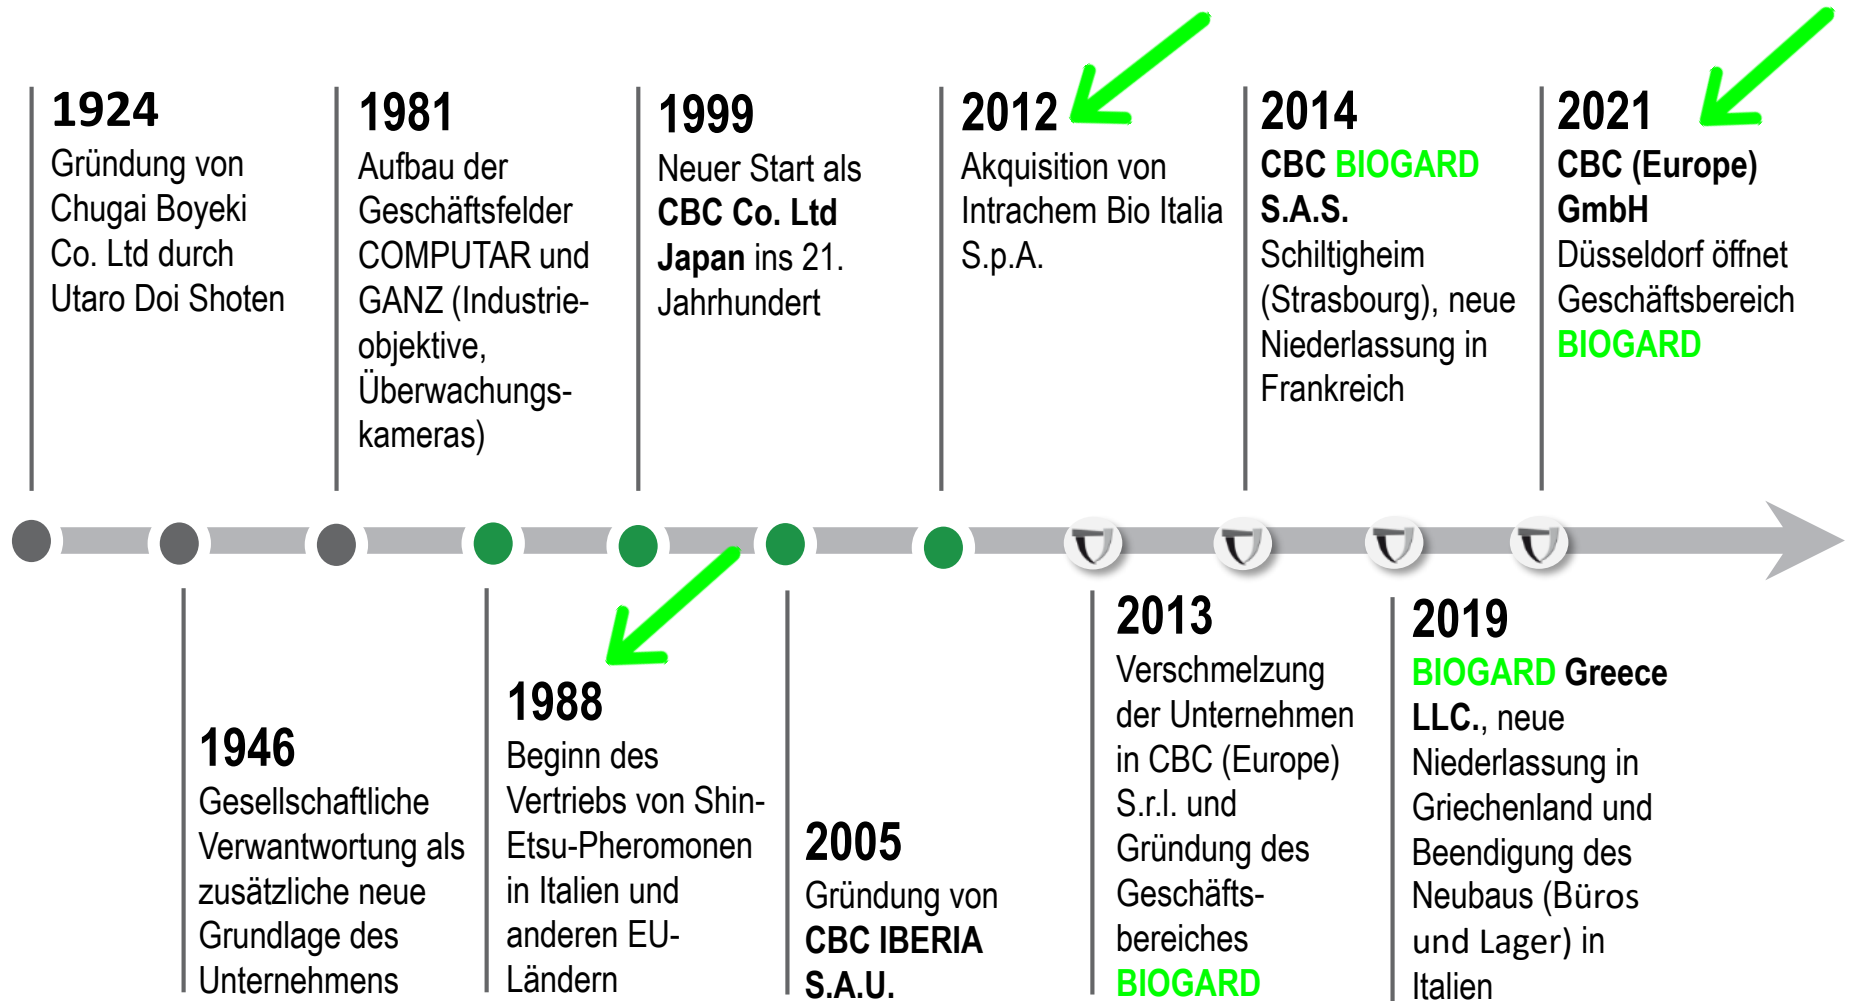 1924
Gründung von
Chugai Boyeki
Co. Ltd durch
Utaro Doi Shoten
1981
Aufbau der
Geschäftsfelder
COMPUTAR und
GANZ (Industrie-
objektive,
Überwachungs-
kameras)
1999
Neuer Start als
CBC Co. Ltd
Japan ins 21.
Jahrhundert
2012
Akquisition von
Intrachem Bio Italia
S.p.A.
2014
CBC BIOGARD
S.A.S.
Schiltigheim
(Strasbourg), neue
Niederlassung in
Frankreich
2021
CBC (Europe)
GmbH
Düsseldorf öffnet
Geschäftsbereich
BIOGARD
1946
Gesellschaftliche
Verwantwortung als
zusätzliche neue
Grundlage des
Unternehmens
1988
Beginn des
Vertriebs von Shin-
Etsu-Pheromonen
in Italien und
anderen EU-
Ländern
2005
Gründung von
CBC IBERIA
S.A.U.
2013
Verschmelzung
der Unternehmen
in CBC (Europe)
S.r.l. und
Gründung des
Geschäfts-
bereiches
BIOGARD
2019
BIOGARD Greece
LLC., neue
Niederlassung in
Griechenland und
Beendigung des
Neubaus (Büros
und Lager) in
Italien